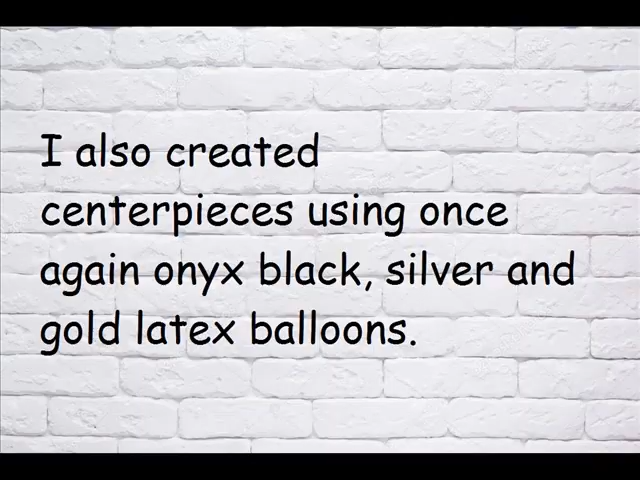 I also created
centerpieces using once
again onyx black, silver and
gold latex balloons.